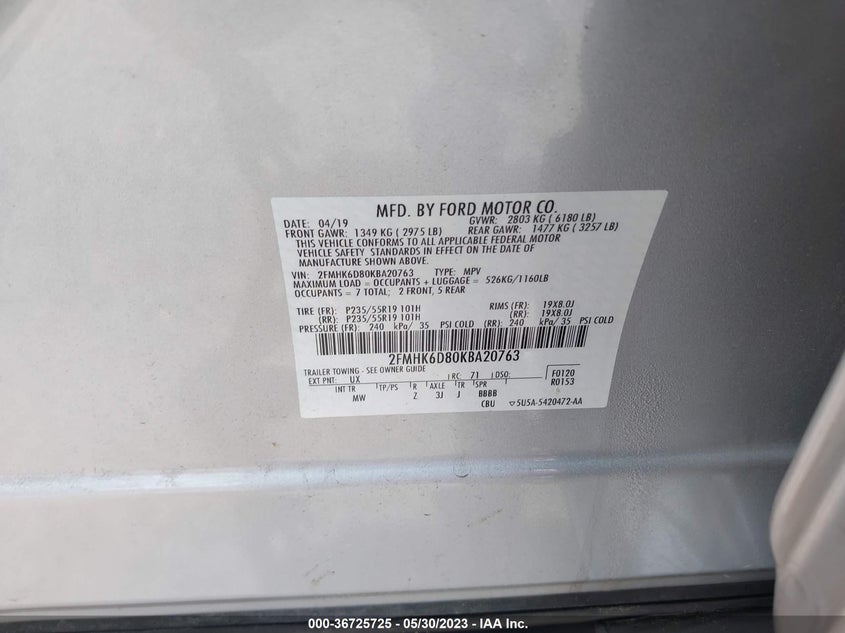 MFD. BY FORD MOTOR CO.
DATE: 04/19 GVWR: 2803 KG ( 6180 LB)
FRONT GAWR: 1349 KG ( 2975 LB) REAR GAWR: 1477 KG ( 3257 LB)
THIS VEHICLE CONFORMS TO ALL APPLICABLE FEDERAL MOTOR
VEHICLE SAFETY STANDARDS IN EFFECT ON THE DATE OF
MANUFACTURE SHOWN ABOVE.
VIN: 2FMHK6D80KBA20763 TYPE: MPV
MAXIMUM LOAD = OCCUPANTS + LUGGAGE = 526KG/1160LB
OCCUPANTS = 7 TOTAL; 2 FRONT, 5 REAR
TIRE (FR): P235/55R19 101H RIMS (FR): 19X8.0J
(RR): P235/55R19 101H (RR): 19X8.0J
PRESSURE (FR): 240 kPa/ 35 PSI COLD (RR): 240 kPa/ 35 PSI COLD
2FMHK6D80KBA20763
TRAILER TOWING - SEE OWNER GUIDE
EXT PNT: UX RC: 71 DSO: F0120
R0153
INT TR TP/PS R AXLE TR SPR
MW Z 3J J BBBB
CBU ▽5U5A-5420472-AA
000-36725725 - 05/30/2023 - IAA Inc.